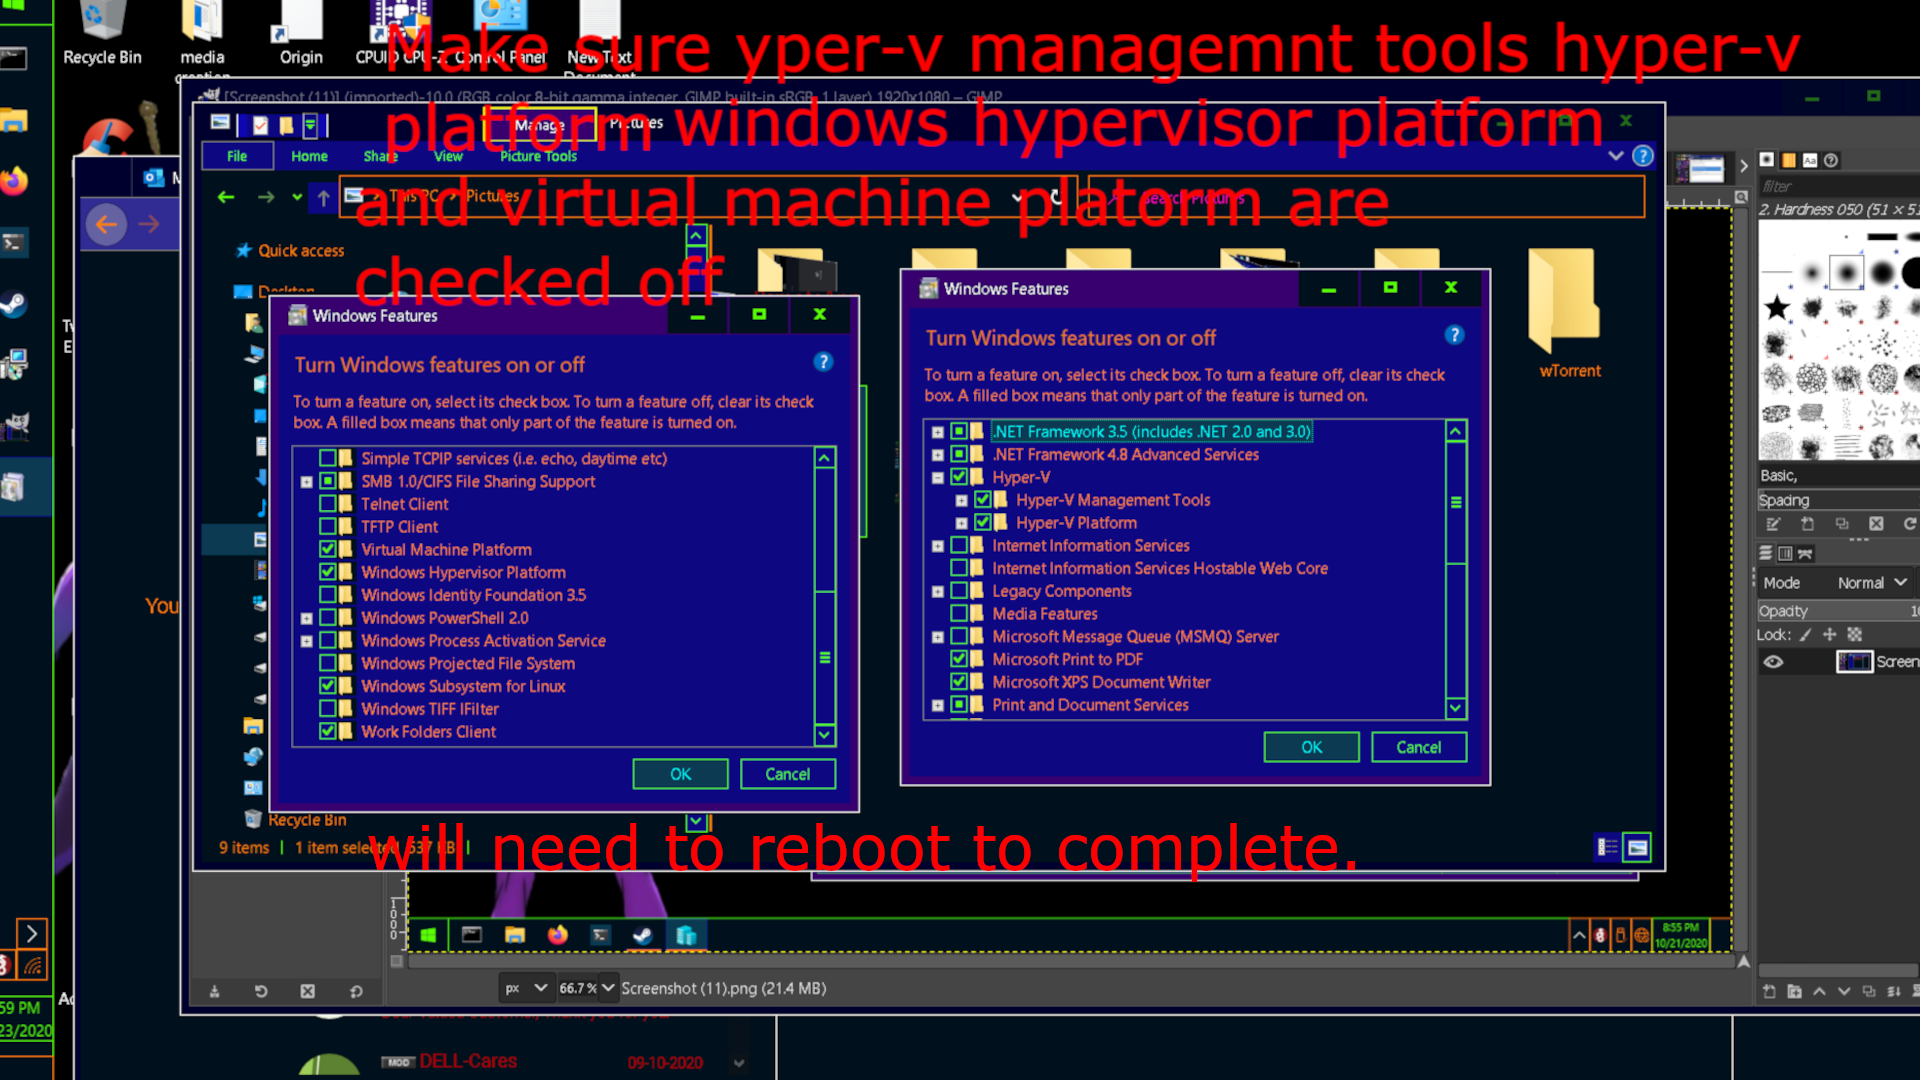 Recycle Bin
media
creation
Origin
CPUID CPU-Z
Control Panel
New Text
Document
Make sure yper-v managemnt tools hyper-v
platform windows hypervisor platform
and virtual machine platorm are
checked off
[Screenshot (11)] (imported)-10.0 (RGB color 8-bit gamma integer, GIMP built-in sRGB, 1 layer) 1920x1080 – GIMP
Manage
Pictures
File
Home
Share
View
Picture Tools
This PC
Pictures
Search Pictures
Quick access
Desktop
wTorrent
Windows Features
Turn Windows features on or off
To turn a feature on, select its check box. To turn a feature off, clear its check
box. A filled box means that only part of the feature is turned on.
Simple TCPIP services (i.e. echo, daytime etc)
SMB 1.0/CIFS File Sharing Support
Telnet Client
TFTP Client
Virtual Machine Platform
Windows Hypervisor Platform
Windows Identity Foundation 3.5
Windows PowerShell 2.0
Windows Process Activation Service
Windows Projected File System
Windows Subsystem for Linux
Windows TIFF IFilter
Work Folders Client
OK
Cancel
Windows Features
Turn Windows features on or off
To turn a feature on, select its check box. To turn a feature off, clear its check
box. A filled box means that only part of the feature is turned on.
.NET Framework 3.5 (includes .NET 2.0 and 3.0)
.NET Framework 4.8 Advanced Services
Hyper-V
Hyper-V Management Tools
Hyper-V Platform
Internet Information Services
Internet Information Services Hostable Web Core
Legacy Components
Media Features
Microsoft Message Queue (MSMQ) Server
Microsoft Print to PDF
Microsoft XPS Document Writer
Print and Document Services
OK
Cancel
You
Recycle Bin
9 items
1 item selected 537 KB
will need to reboot to complete.
filter
2. Hardness 050 (51 × 51
Basic,
Spacing
Mode
Normal
Opacity
Lock:
Screen
8:55 PM
10/21/2020
px
66.7 %
Screenshot (11).png (21.4 MB)
:59 PM
23/2020
MOD
DELL-Cares
09-10-2020